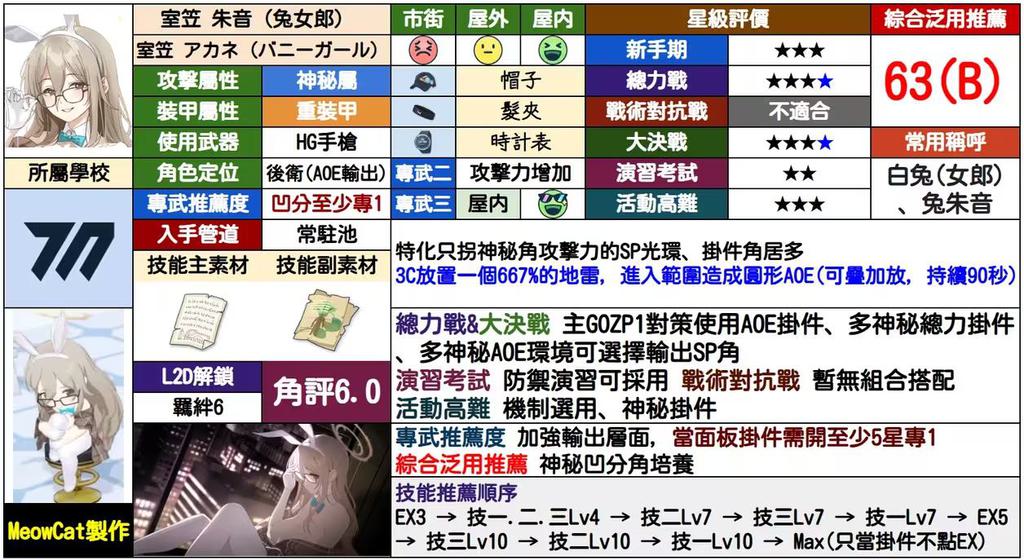 室笠 朱音 (兔女郎)
市街 屋外 屋內
星級評價
綜合泛用推薦
室笠 アカネ (バニーガール)
新手期 ★★★
63(B)
攻擊屬性 神秘屬
帽子
總力戰 ★★★★
裝甲屬性 重裝甲
髮夾
戰術對抗戰 不適合
使用武器 HG手槍
時計表
大決戰 ★★★★
常用稱呼
所屬學校
角色定位 後衛(AOE輸出)
專武二 攻擊力增加
演習考試 ★★
白兔(女郎)
、兔朱音
專武推薦度 凹分至少專1
專武三 屋內
活動高難 ★★★
入手管道 常駐池
技能主素材 技能副素材
特化只拐神秘角攻擊力的SP光環、掛件角居多
3C放置一個667%的地雷, 進入範圍造成圓形AOE(可疊加放, 持續90秒)
L2D解鎖
羈絆6
角評6.0
總力戰&大決戰 主GOZP1對策使用AOE掛件、多神秘總力掛件
、多神秘AOE環境可選擇輸出SP角
演習考試 防禦演習可採用 戰術對抗戰 暫無組合搭配
活動高難 機制選用、神秘掛件
專武推薦度 加強輸出層面, 當面板掛件需開至少5星專1
綜合泛用推薦 神秘凹分角培養
技能推薦順序
EX3 → 技一.二.三Lv4 → 技二Lv7 → 技三Lv7 → 技一Lv7 → EX5
→ 技三Lv10 → 技二Lv10 → 技一Lv10 → Max(只當掛件不點EX)
MeowCat製作